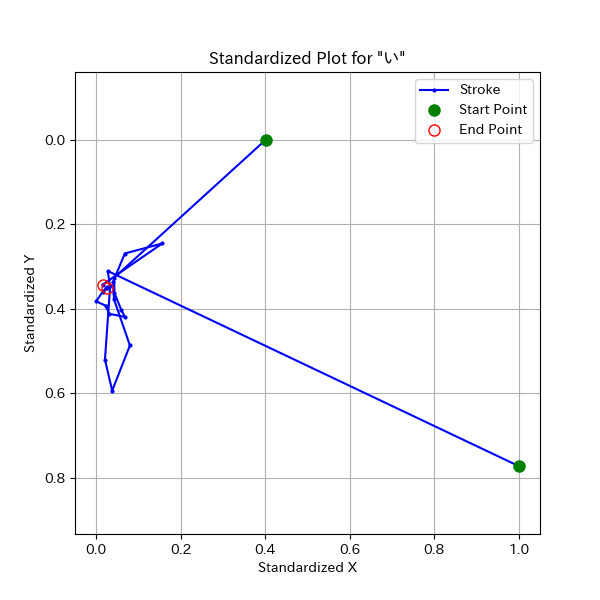 Standardized Plot for "い"
Stroke
Start Point
End Point
0.0
0.2
0.4
0.6
0.8
Standardized Y
0.0 0.2 0.4 0.6 0.8 1.0
Standardized X